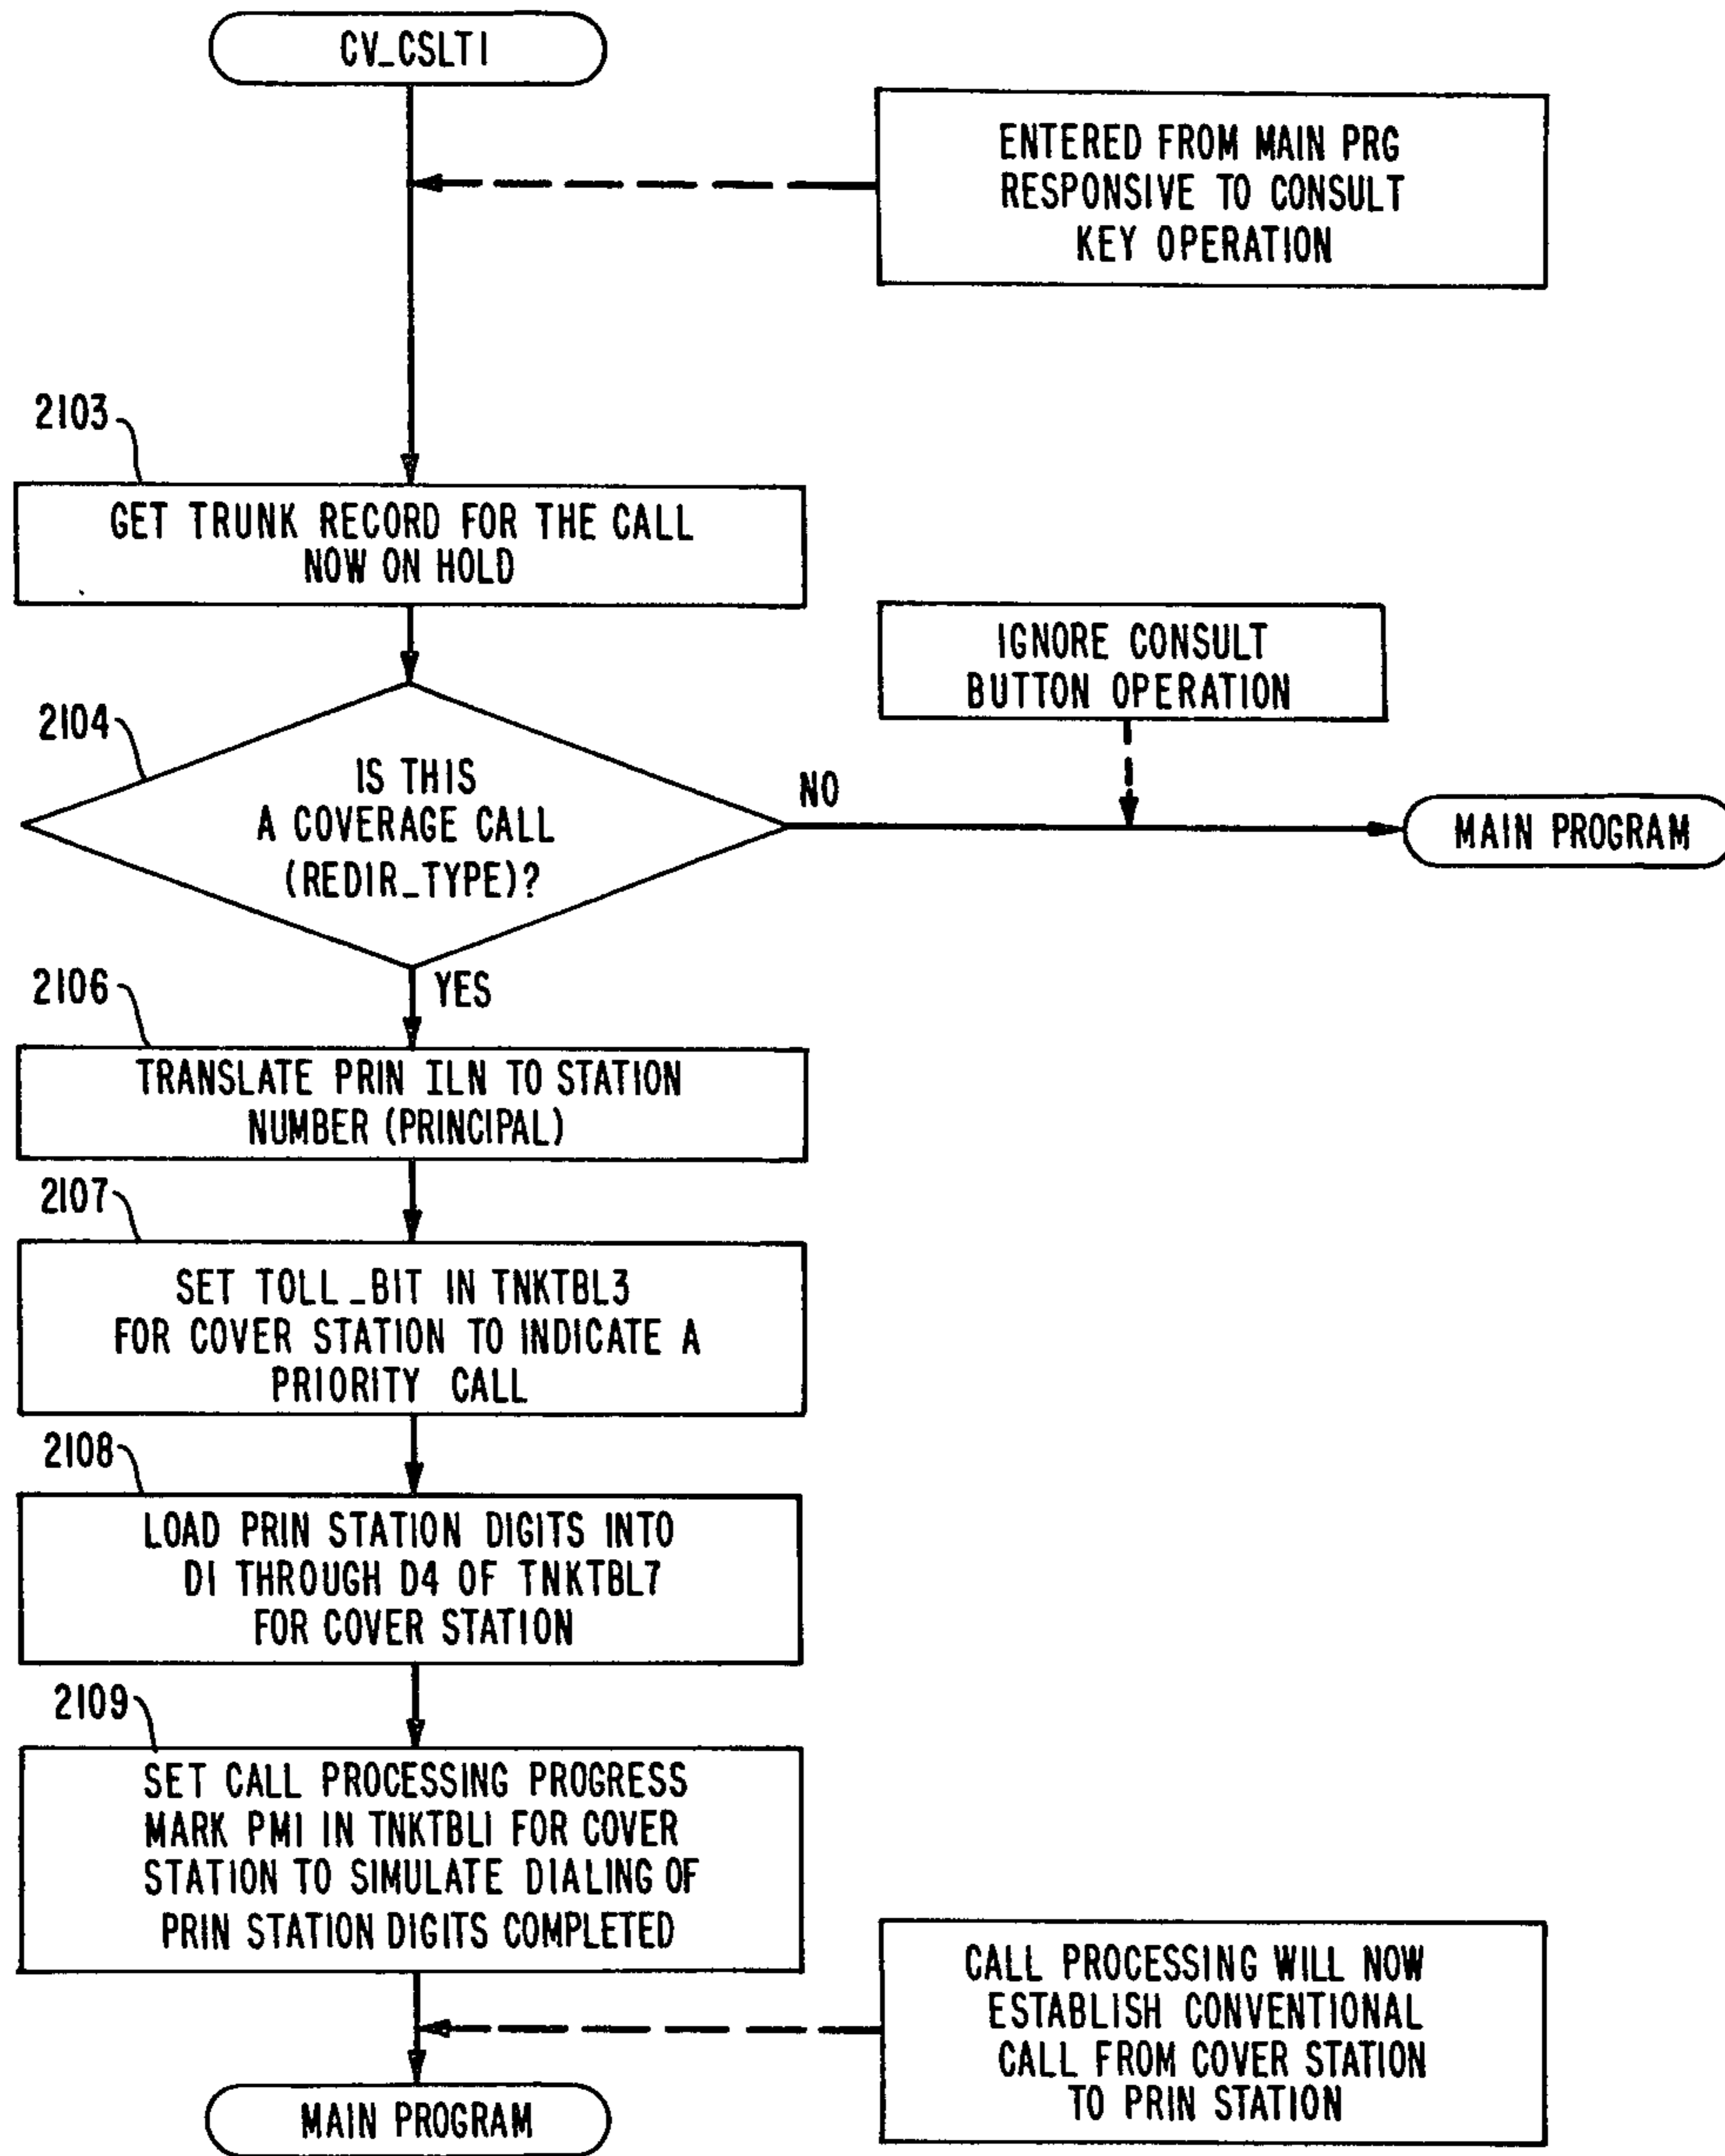 CV_CSLT1
ENTERED FROM MAIN PRG
RESPONSIVE TO CONSULT
KEY OPERATION
2103
GET TRUNK RECORD FOR THE CALL
NOW ON HOLD
IGNORE CONSULT
BUTTON OPERATION
2104
IS THIS
A COVERAGE CALL
(REDIR_TYPE)?
NO
MAIN PROGRAM
YES
2106
TRANSLATE PRIN ILN TO STATION
NUMBER (PRINCIPAL)
2107
SET TOLL_BIT IN TNKTBL3
FOR COVER STATION TO INDICATE A
PRIORITY CALL
2108
LOAD PRIN STATION DIGITS INTO
D1 THROUGH D4 OF TNKTBL7
FOR COVER STATION
2109
SET CALL PROCESSING PROGRESS
MARK PM1 IN TNKTBL1 FOR COVER
STATION TO SIMULATE DIALING OF
PRIN STATION DIGITS COMPLETED
CALL PROCESSING WILL NOW
ESTABLISH CONVENTIONAL
CALL FROM COVER STATION
TO PRIN STATION
MAIN PROGRAM